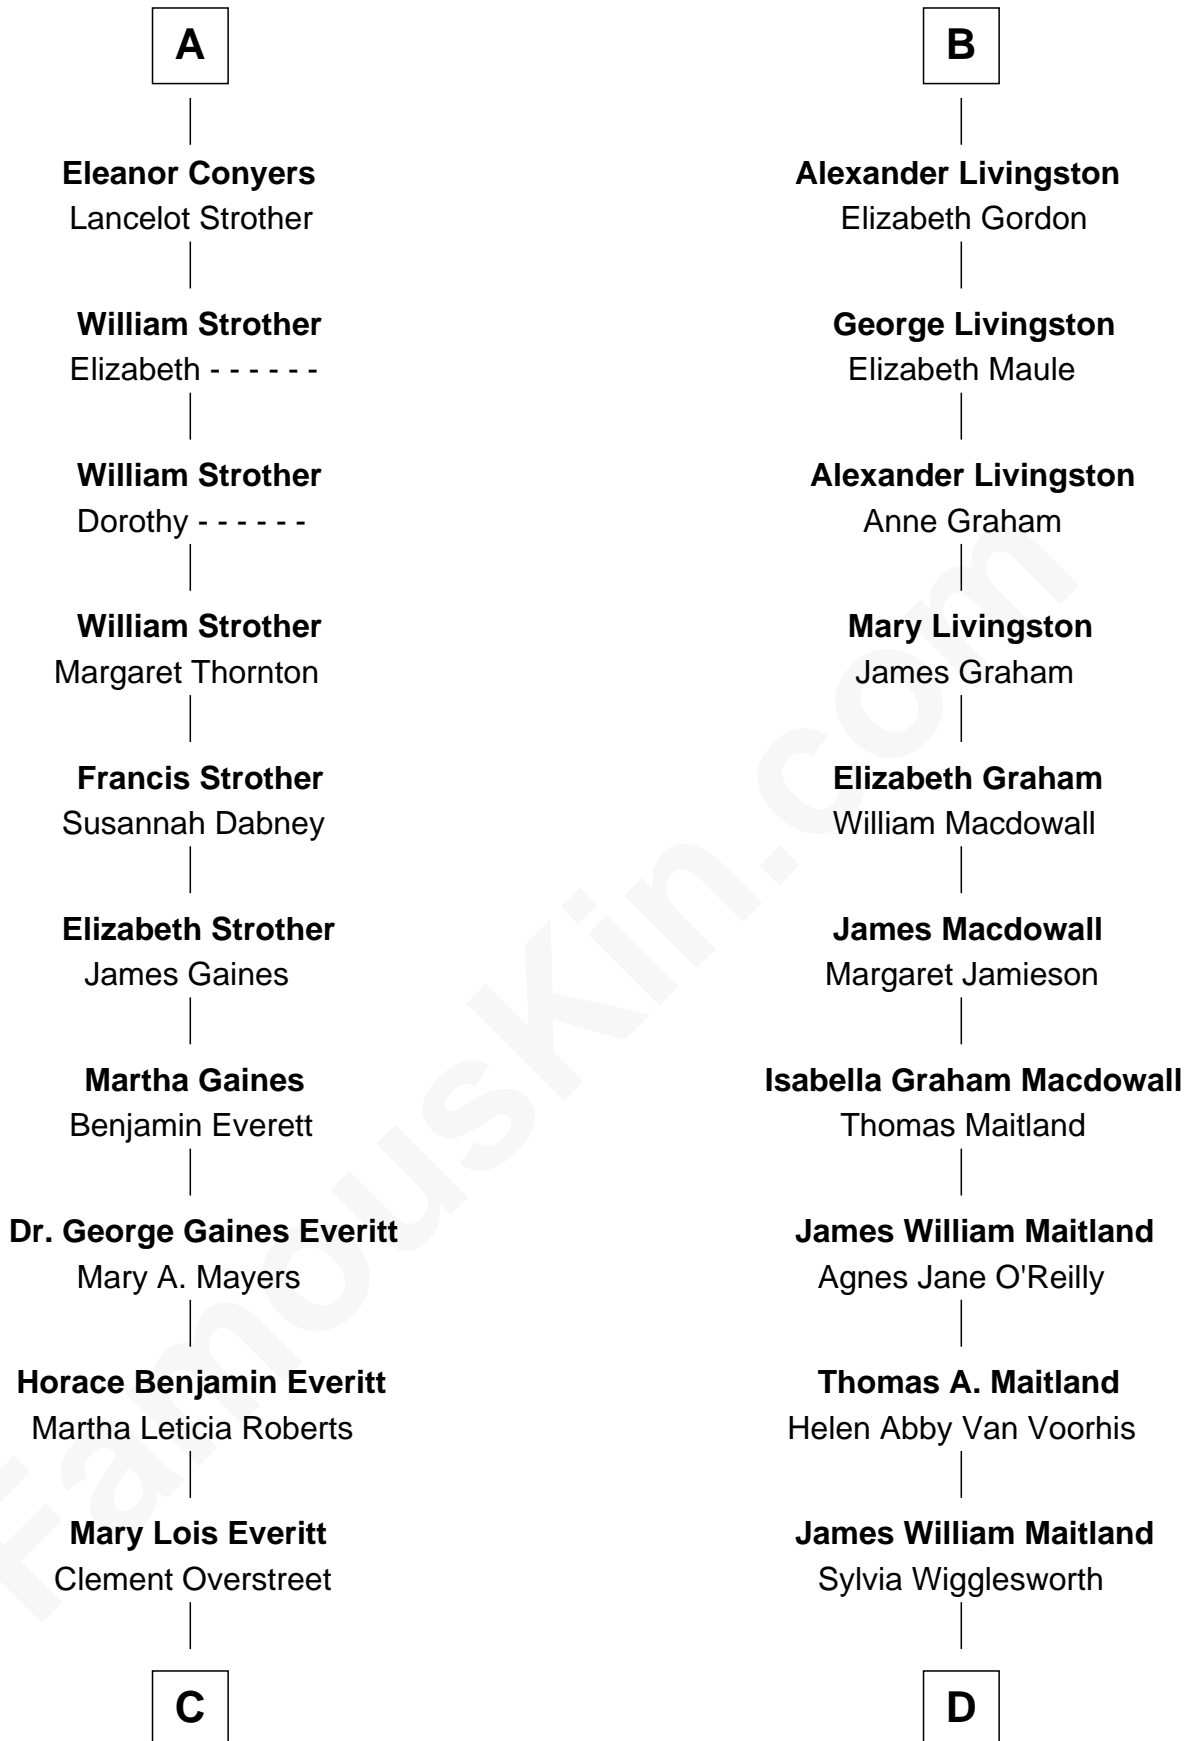 A
Eleanor Conyers
Lancelot Strother
William Strother
Elizabeth - - - - - -
William Strother
Dorothy - - - - - -
William Strother
Margaret Thornton
Francis Strother
Susannah Dabney
Elizabeth Strother
James Gaines
Martha Gaines
Benjamin Everett
Dr. George Gaines Everitt
Mary A. Mayers
Horace Benjamin Everitt
Martha Leticia Roberts
Mary Lois Everitt
Clement Overstreet
C
B
Alexander Livingston
Elizabeth Gordon
George Livingston
Elizabeth Maule
Alexander Livingston
Anne Graham
Mary Livingston
James Graham
Elizabeth Graham
William Macdowall
James Macdowall
Margaret Jamieson
Isabella Graham Macdowall
Thomas Maitland
James William Maitland
Agnes Jane O'Reilly
Thomas A. Maitland
Helen Abby Van Voorhis
James William Maitland
Sylvia Wigglesworth
D
FamousKin.com